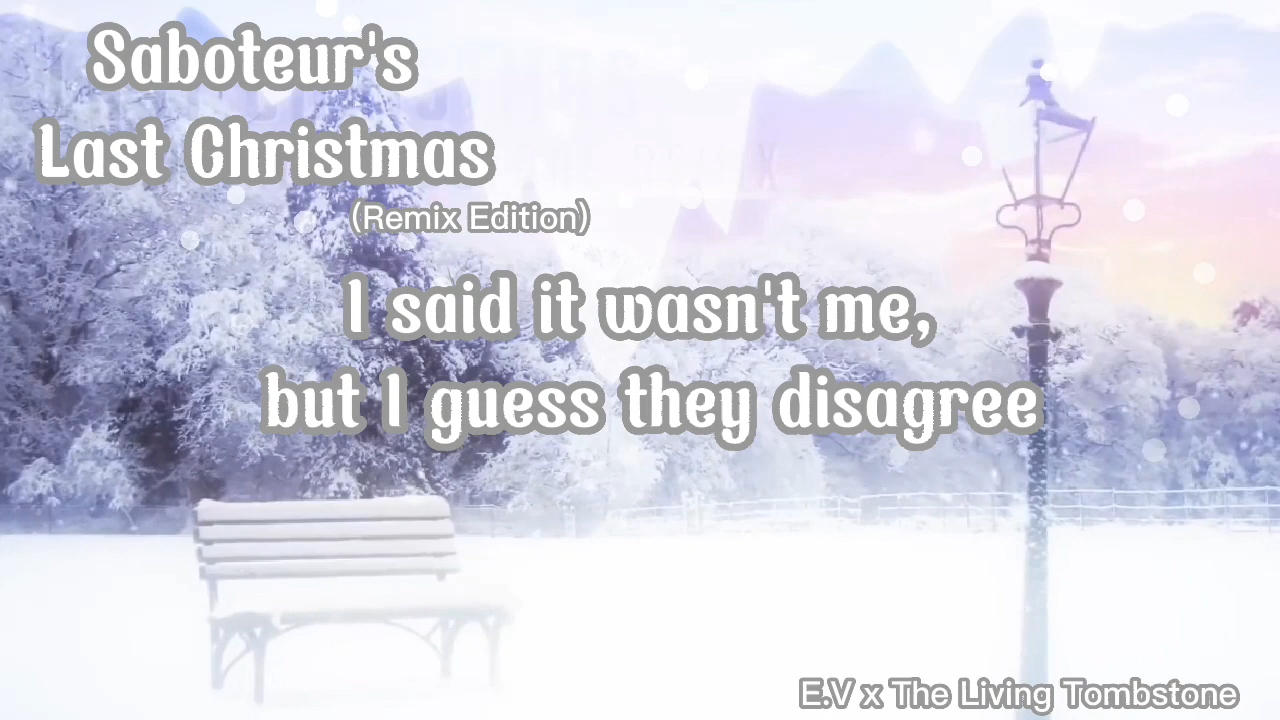 Saboteur's
Last Christmas
(Remix Edition)
I said it wasn't me,
but I guess they disagree
E.V x The Living Tombstone